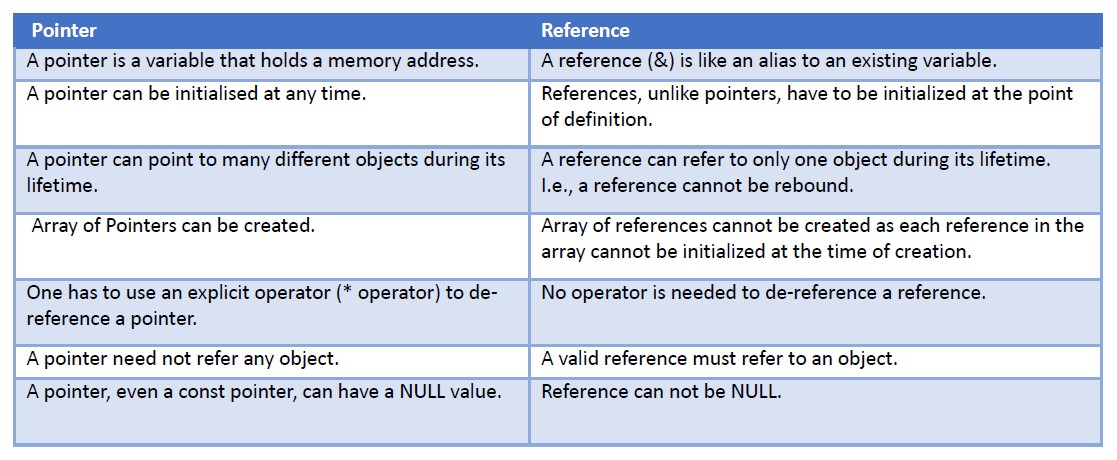 Pointer
Reference
A pointer is a variable that holds a memory address.
A reference (&) is like an alias to an existing variable.
A pointer can be initialised at any time.
References, unlike pointers, have to be initialized at the point
of definition.
A pointer can point to many different objects during its
lifetime.
A reference can refer to only one object during its lifetime.
I.e., a reference cannot be rebound.
Array of Pointers can be created.
Array of references cannot be created as each reference in the
array cannot be initialized at the time of creation.
One has to use an explicit operator (* operator) to de-
reference a pointer.
No operator is needed to de-reference a reference.
A pointer need not refer any object.
A valid reference must refer to an object.
A pointer, even a const pointer, can have a NULL value.
Reference can not be NULL.